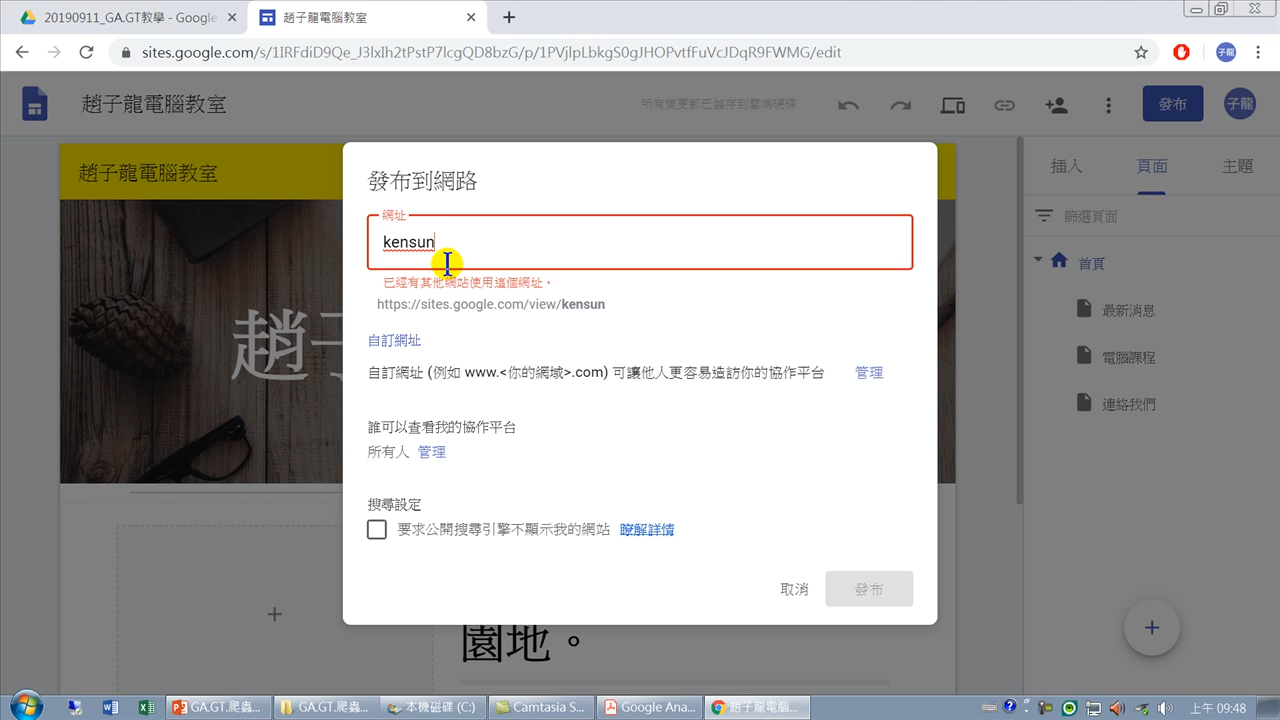 20190911_GA.GT教學 - Google
趙子龍電腦教室
sites.google.com/s/1IRFdiD9Qe_J3lxIh2tPstP7lcgQD8bzG/p/1PVjlpLbkgS0gJHOPvtfFuVcJDqR9FWMG/edit
子龍
趙子龍電腦教室
所有變更都已儲存到雲端硬碟
發布
子龍
趙子龍電腦教室
插入
頁面
主題
發布到網路
網址
kensun
已經有其他網站使用這個網址。
https://sites.google.com/view/kensun
自訂網址
自訂網址 (例如 www.<你的網域>.com) 可讓他人更容易造訪你的協作平台
管理
誰可以查看我的協作平台
所有人 管理
搜尋設定
要求公開搜尋引擎不顯示我的網站 瞭解詳情
取消
發布
篩選頁面
首頁
最新消息
電腦課程
連絡我們
趙子
園地。
GA.GT.爬蟲...
GA.GT.爬蟲...
本機磁碟 (C:)
Camtasia S...
Google Ana...
趙子龍電腦...
上午 09:48